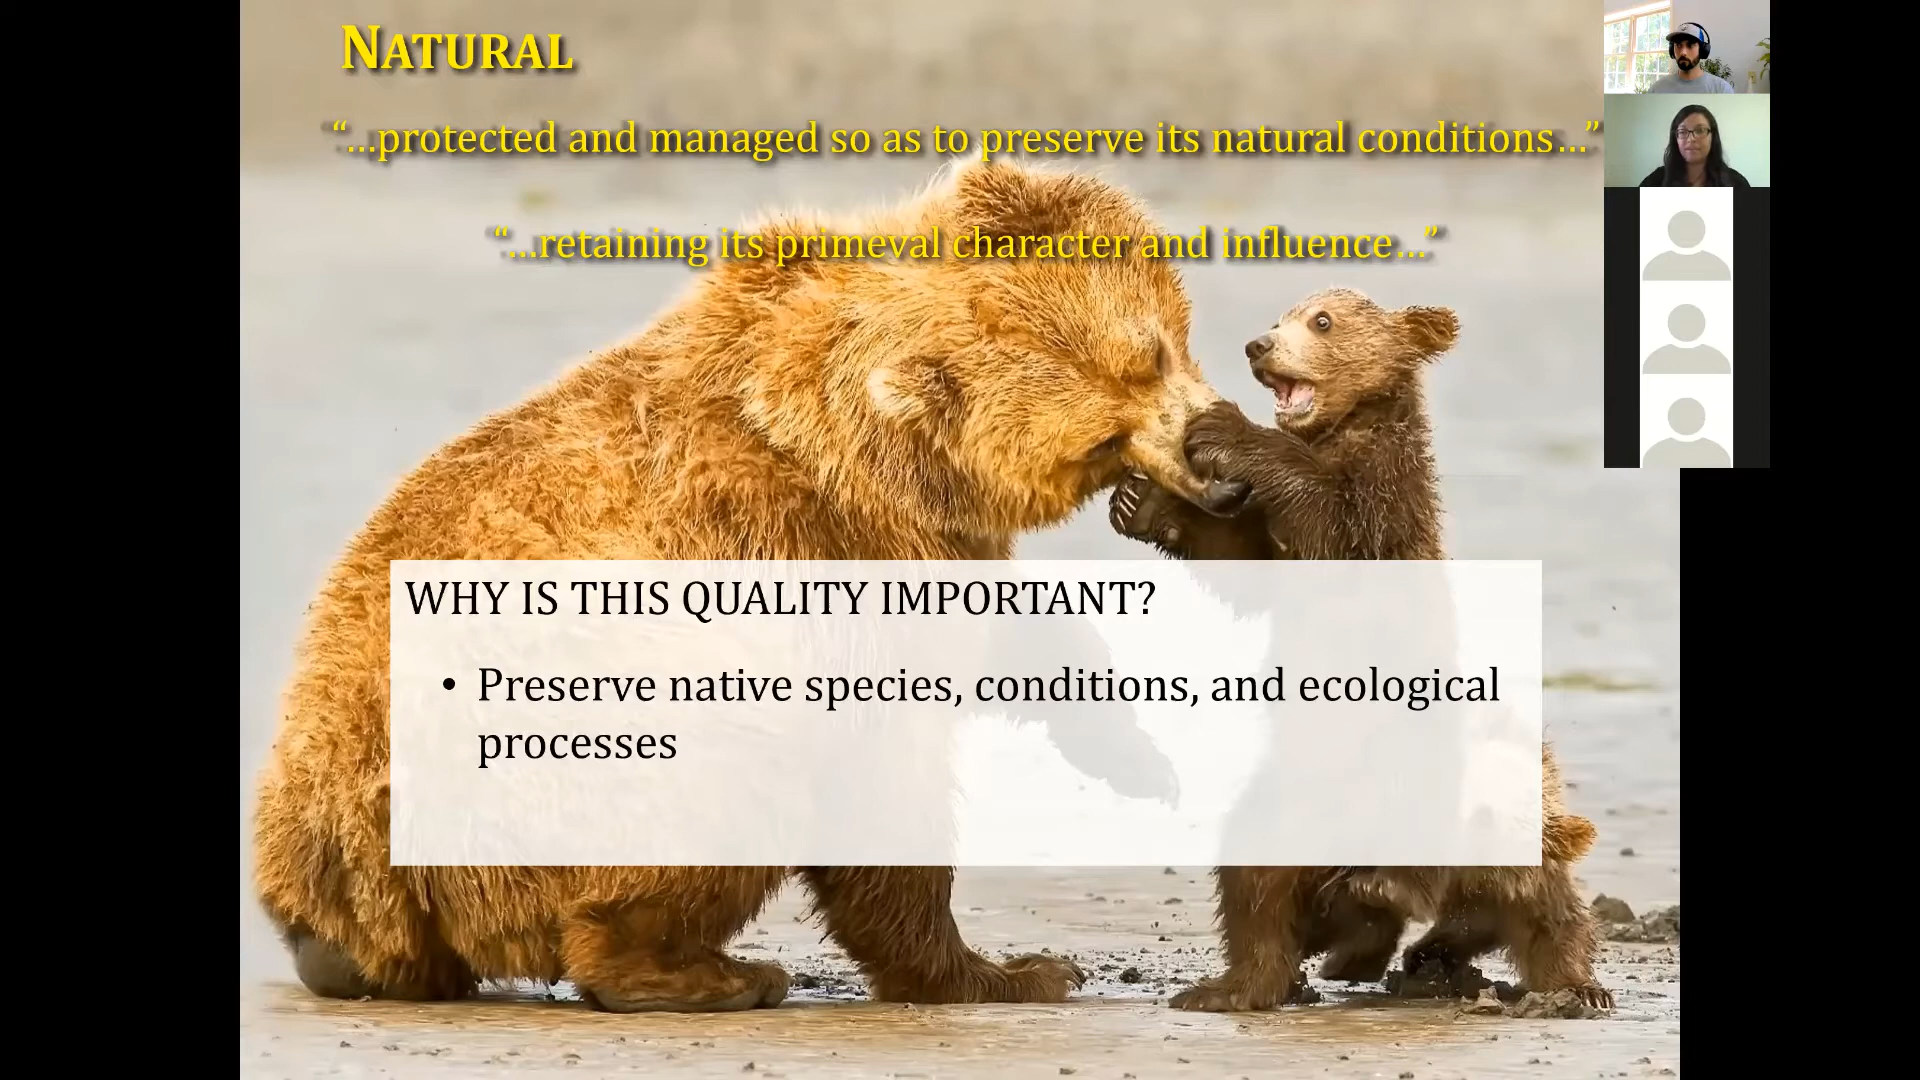 NATURAL
“…protected and managed so as to preserve its natural conditions…”
“…retaining its primeval character and influence…”
WHY IS THIS QUALITY IMPORTANT?
• Preserve native species, conditions, and ecological
processes